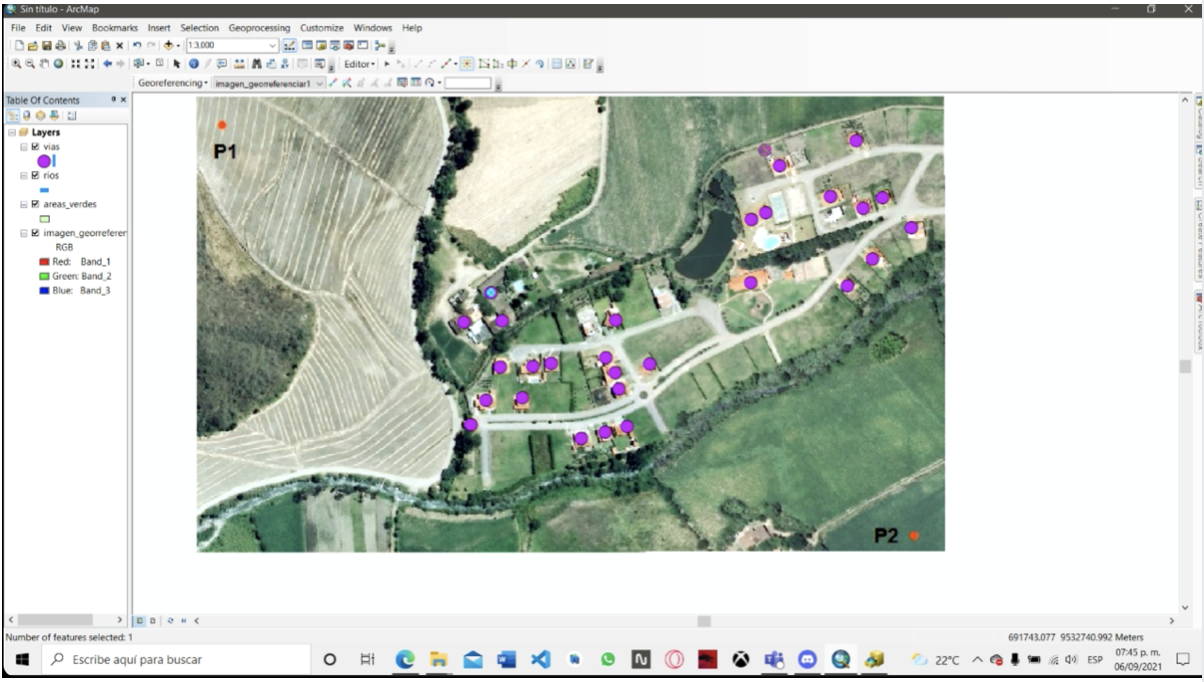 Sin título - ArcMap
File Edit View Bookmarks Insert Selection Geoprocessing Customize Windows Help
1:3,000
Editor
Georeferencing imagen_georreferenciar1
Table Of Contents
Layers
vias
rios
areas_verdes
imagen_georreferen
RGB
Red: Band_1
Green: Band_2
Blue: Band_3
P1
P2
Number of features selected: 1
691743.077 9532740.992 Meters
Escribe aquí para buscar
22°C
ESP
07:45 p. m.
06/09/2021